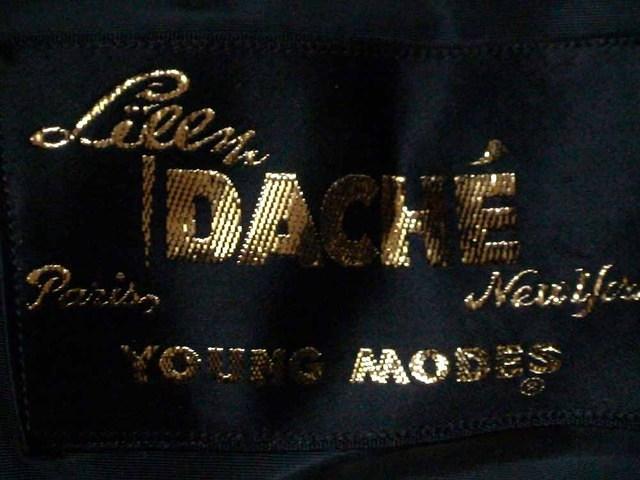 Lilly
DACHÉ
Paris, New York
YOUNG MODES
®